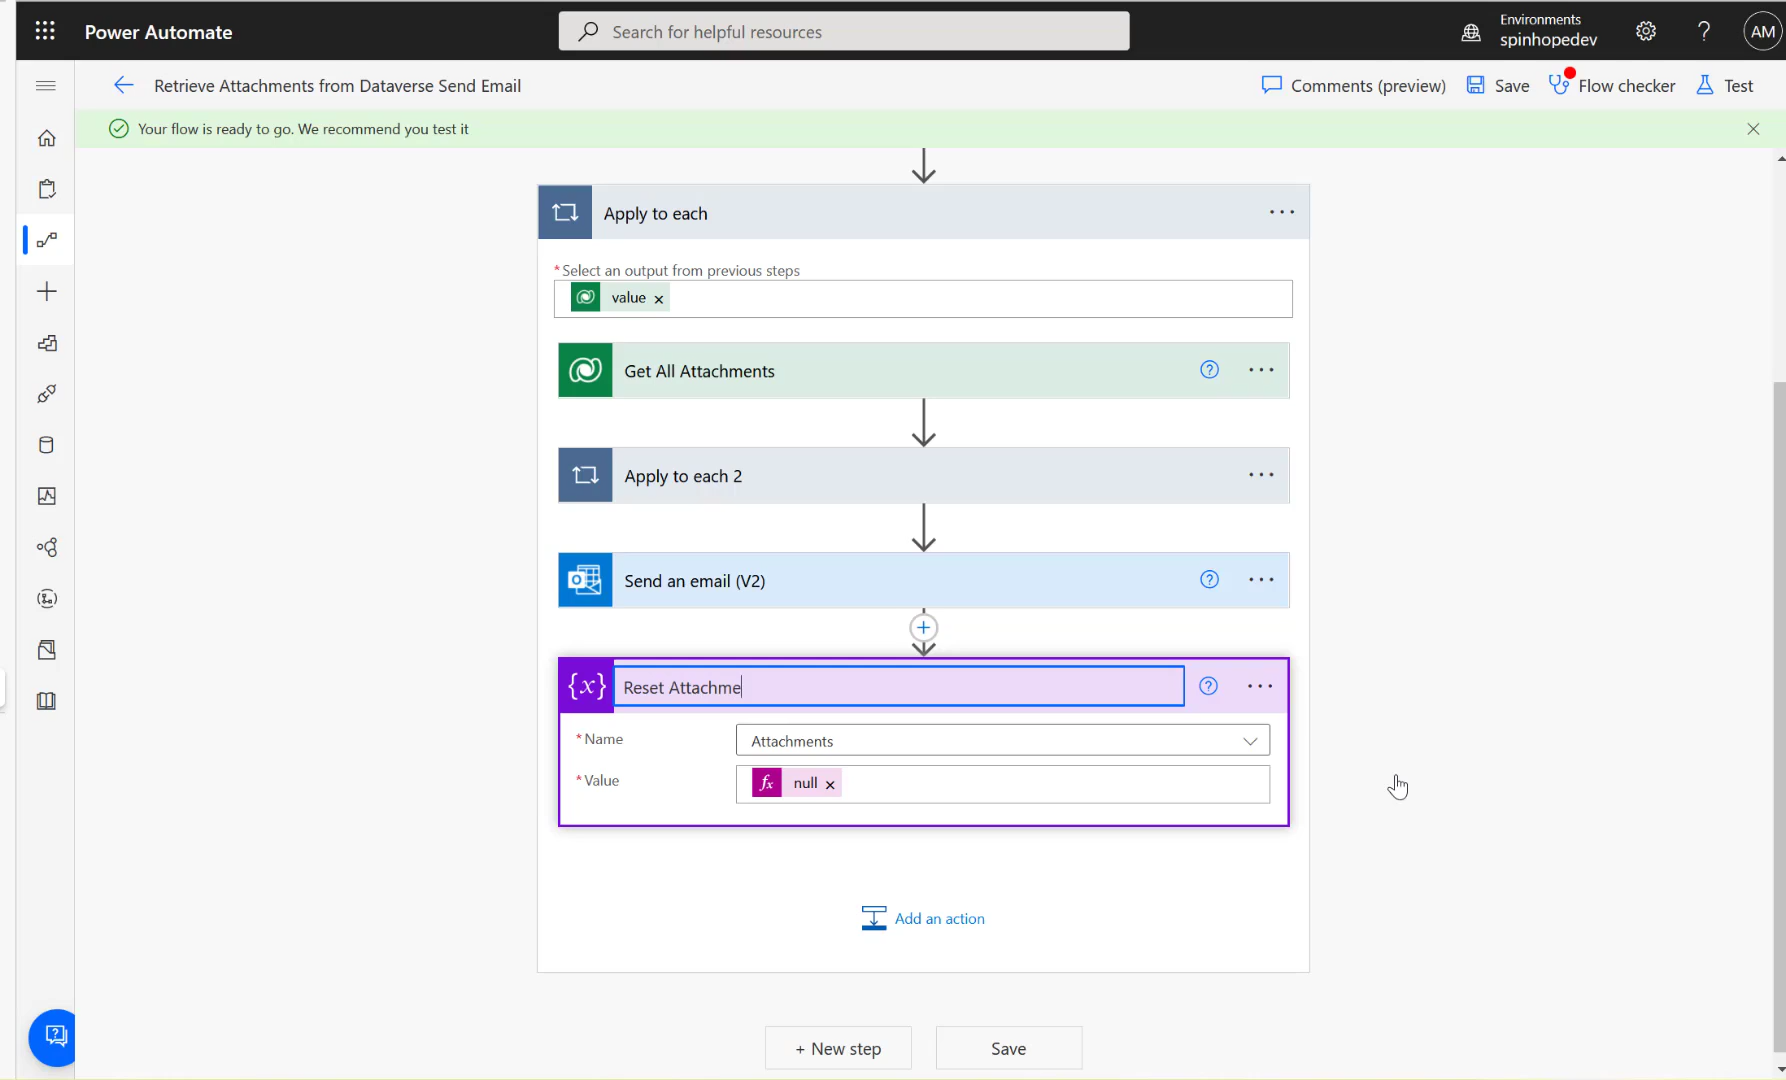 Power Automate
Search for helpful resources
Environments
spinhopedev
?
AM
Retrieve Attachments from Dataverse Send Email
Comments (preview)
Save
Flow checker
Test
Your flow is ready to go. We recommend you test it
Apply to each
...
*Select an output from previous steps
value ×
Get All Attachments
?
...
Apply to each 2
...
Send an email (V2)
?
...
+
{x} Reset Attachme
?
...
*Name
Attachments
*Value
fx null ×
Add an action
+ New step
Save